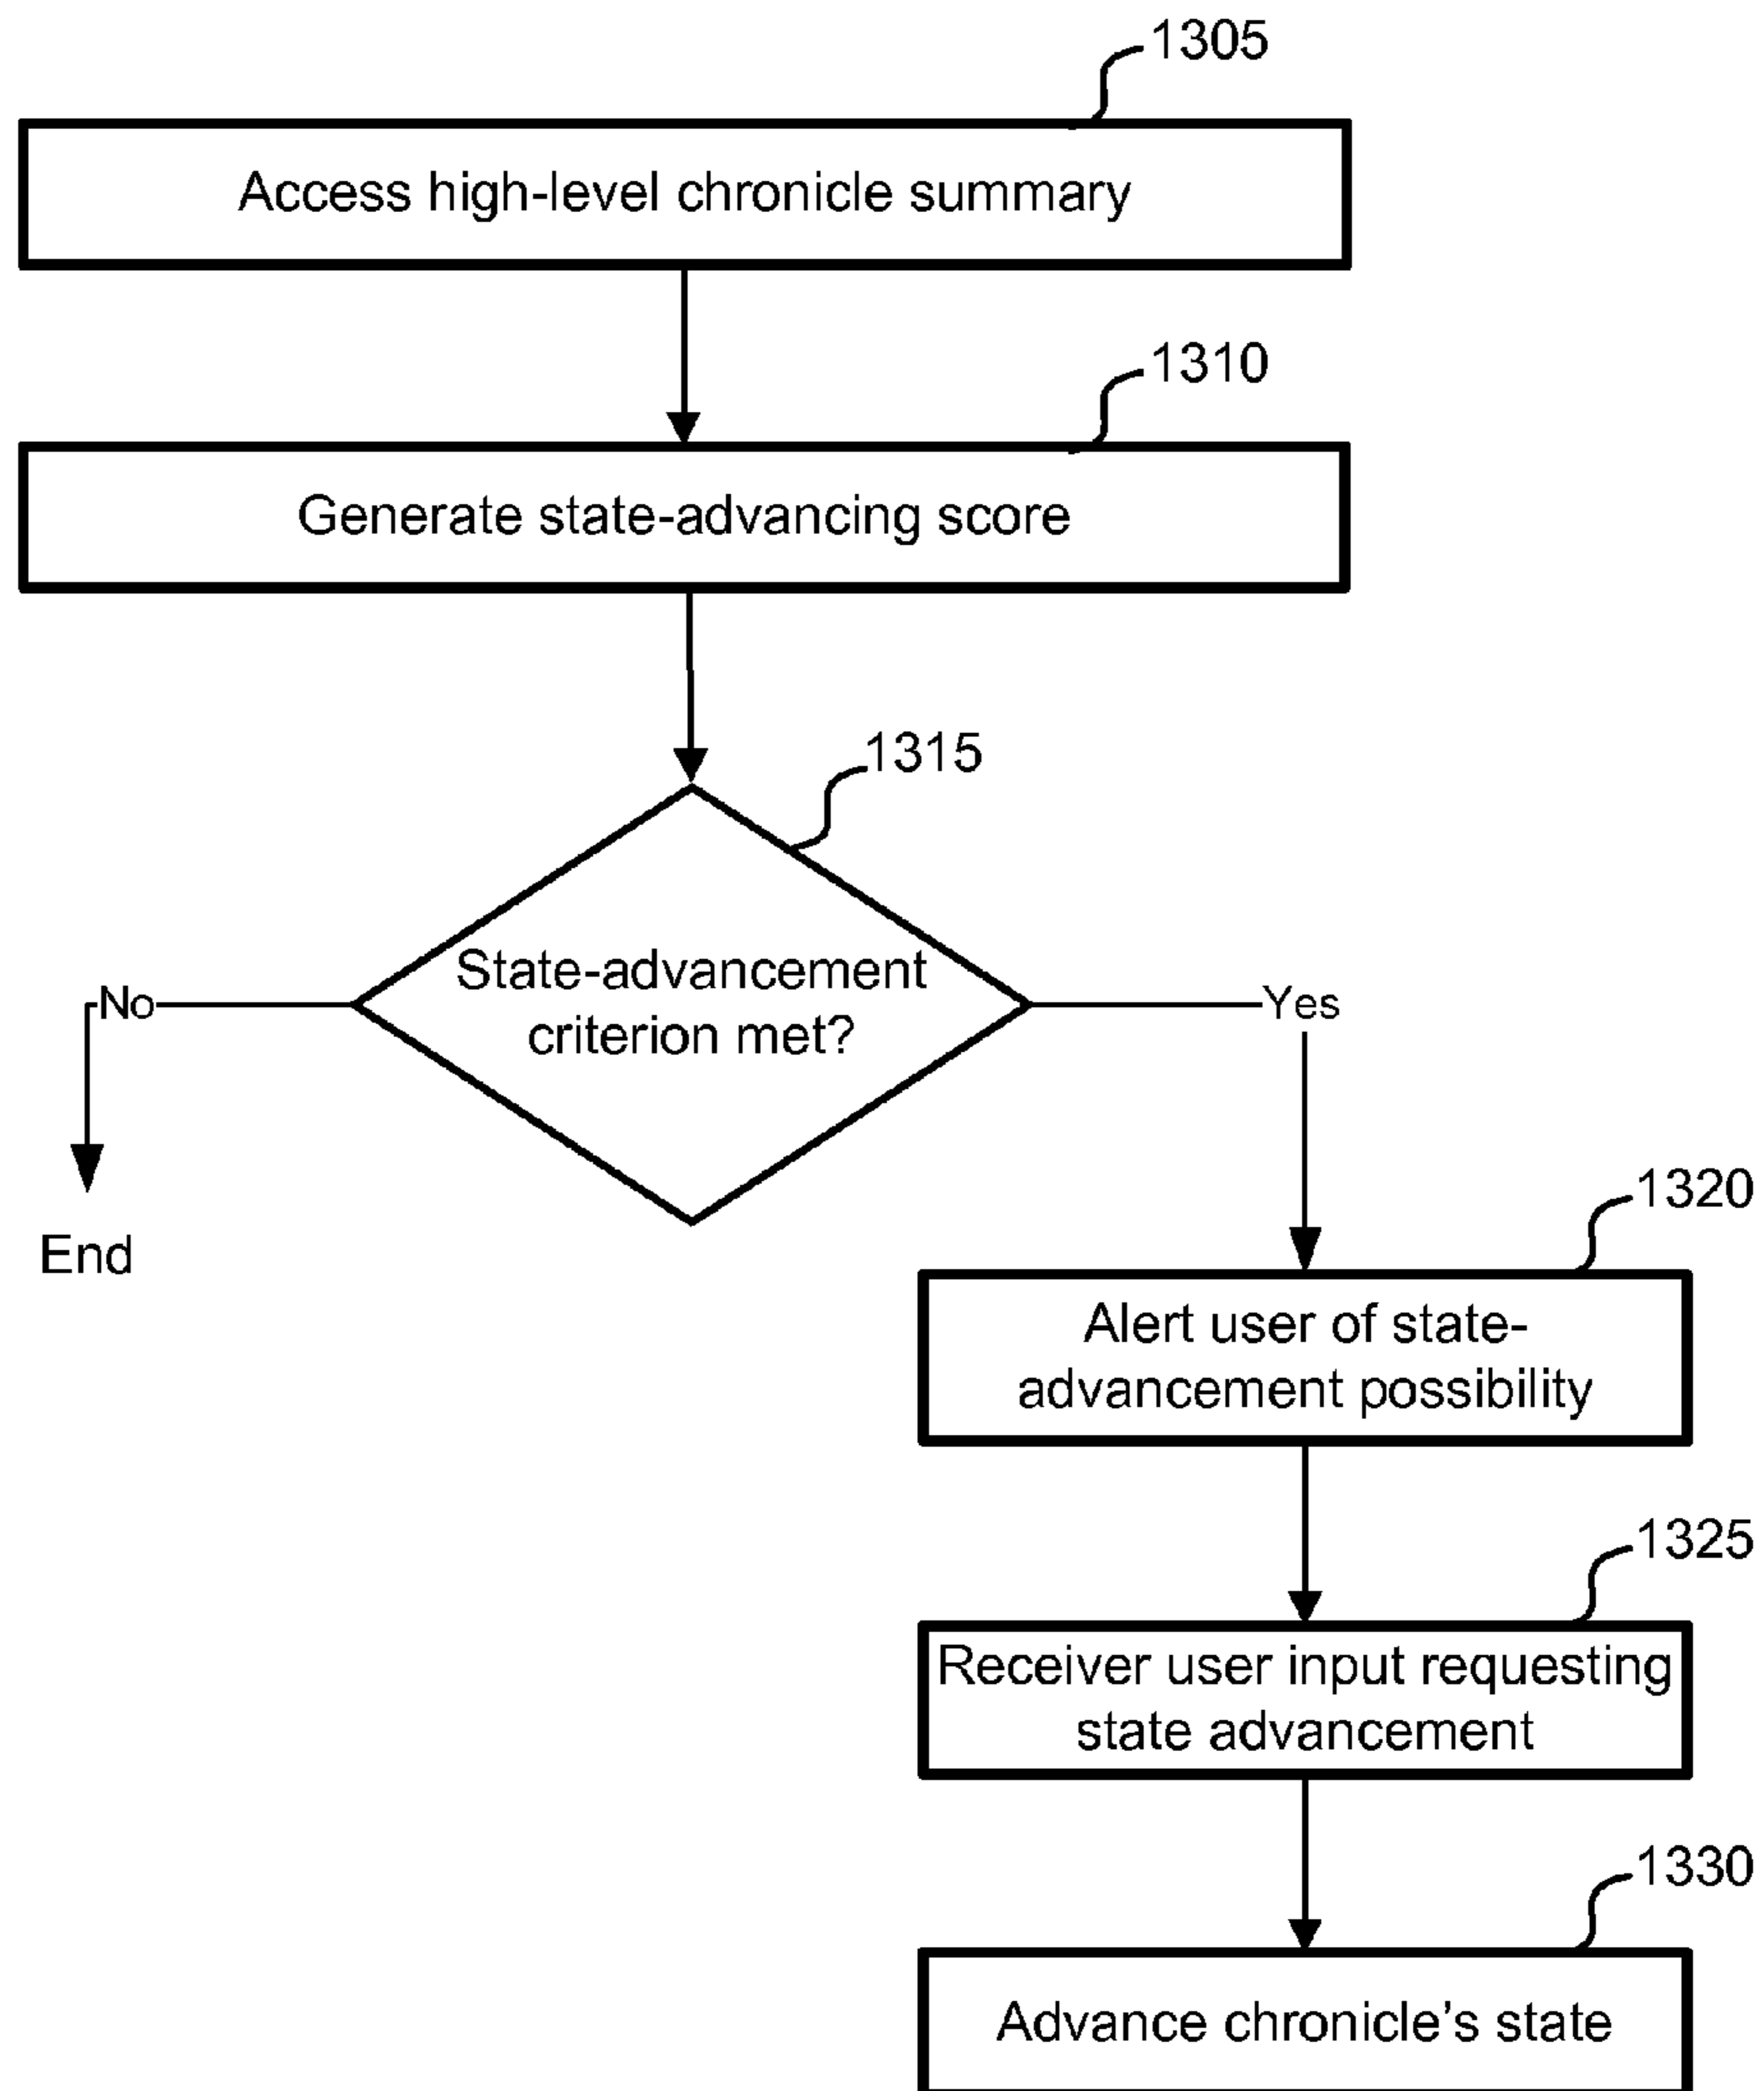 1305
Access high-level chronicle summary
1310
Generate state-advancing score
1315
State-advancement
criterion met?
No
Yes
End
1320
Alert user of state-
advancement possibility
1325
Receiver user input requesting
state advancement
1330
Advance chronicle's state